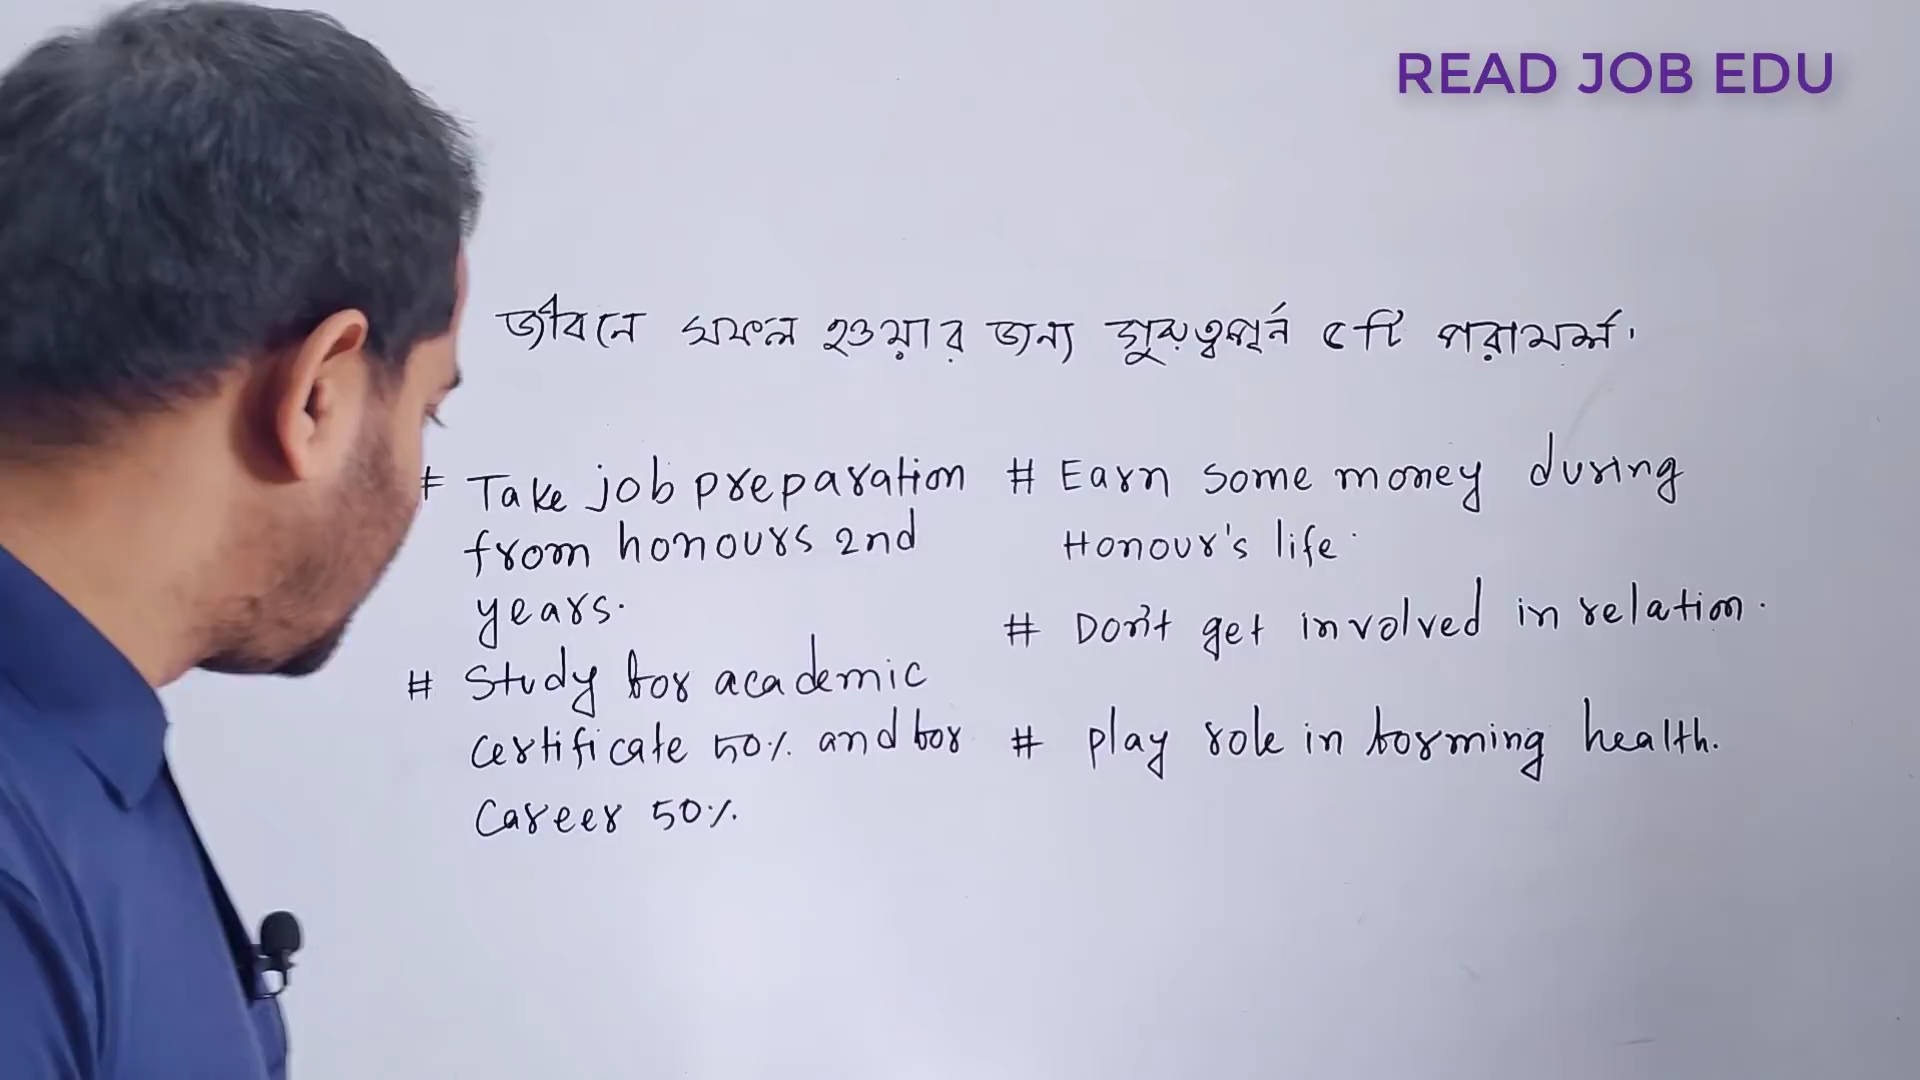 READ JOB EDU
জীবনে সফল হওয়ার জন্য গুরুত্বপূর্ন ৫টি পরামর্শ.
# Take job preparation
from honours 2nd
years.
# Study for academic
certificate 50% and for
Career 50%
# Earn some money during
Honour's life.
# Don't get involved in relation.
# play role in forming health.